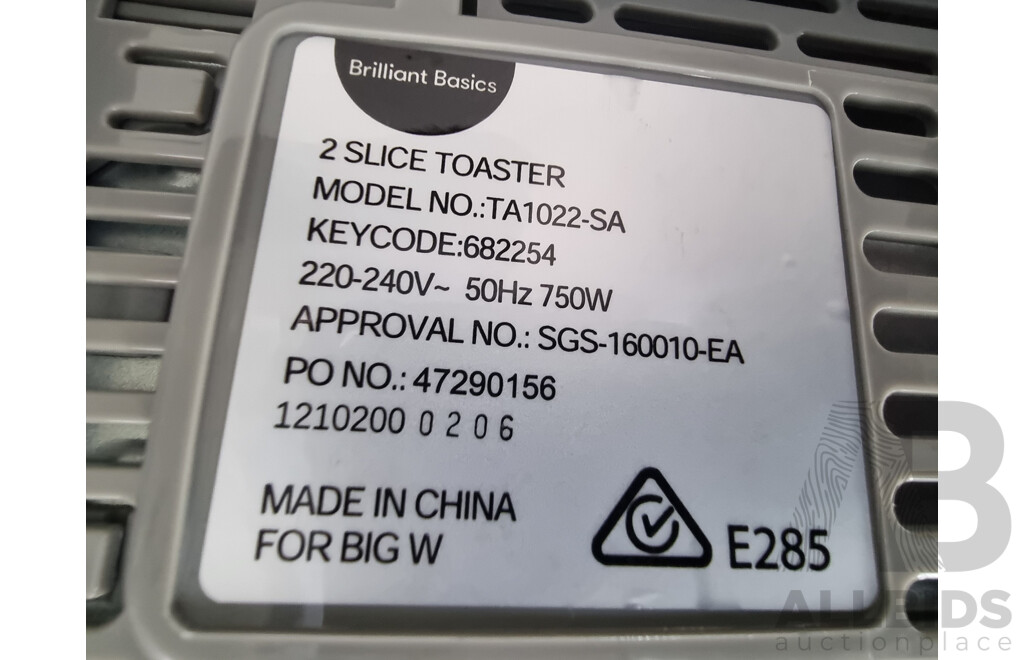 Brilliant Basics
2 SLICE TOASTER
MODEL NO.:TA1022-SA
KEYCODE:682254
220-240V~ 50Hz 750W
APPROVAL NO.: SGS-160010-EA
PO NO.: 47290156
1210200 0206
MADE IN CHINA
FOR BIG W
E285
B
ALLBIDS
auctionplace